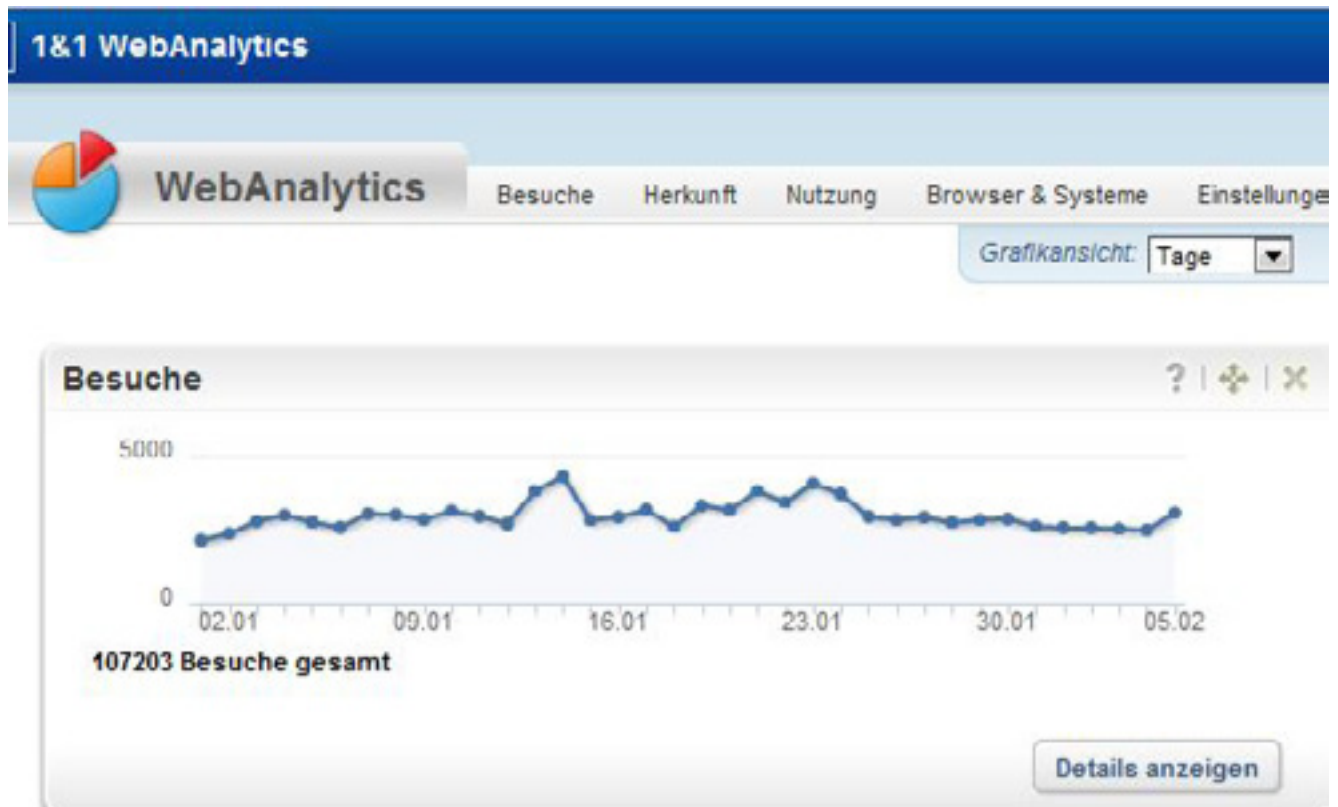 1&1 WebAnalytics
WebAnalytics Besuche Herkunft Nutzung Browser & Systeme Einstellunge
Grafikansicht: Tage
Besuche ?
5000
0
02.01 09.01 16.01 23.01 30.01 05.02
107203 Besuche gesamt
Details anzeigen